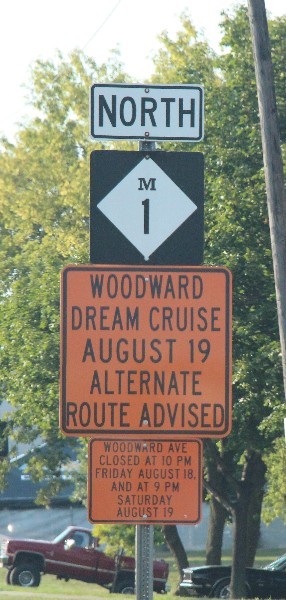 NORTH
M
1
WOODWARD
DREAM CRUISE
AUGUST 19
ALTERNATE
ROUTE ADVISED
WOODWARD AVE
CLOSED AT 10 PM
FRIDAY AUGUST 18,
AND AT 9 PM
SATURDAY
AUGUST 19